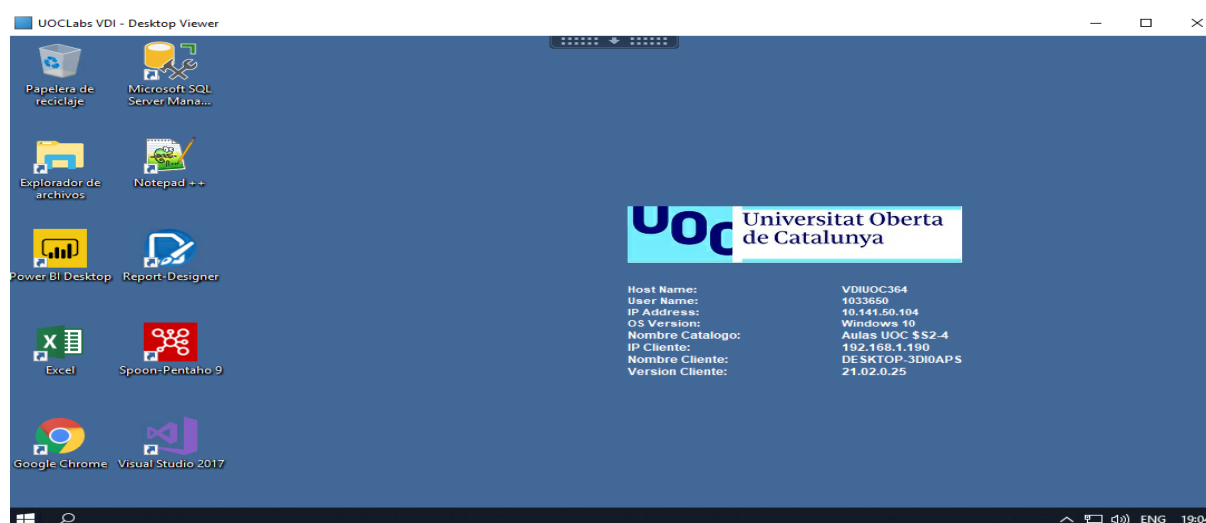 UOCLabs VDI - Desktop Viewer
Papelera de
reciclaje
Microsoft SQL
Server Mana...
Explorador de
archivos
Notepad ++
Power BI Desktop
Report-Designer
Excel
Spoon-Pentaho 9
Google Chrome
Visual Studio 2017
UOC
Universitat Oberta
de Catalunya
Host Name: VDIUOC364
User Name: 1033650
IP Address: 10.141.50.104
OS Version: Windows 10
Nombre Catalogo: Aulas UOC $S2-4
IP Cliente: 192.168.1.190
Nombre Cliente: DESKTOP-3DI0APS
Version Cliente: 21.02.0.25
ENG